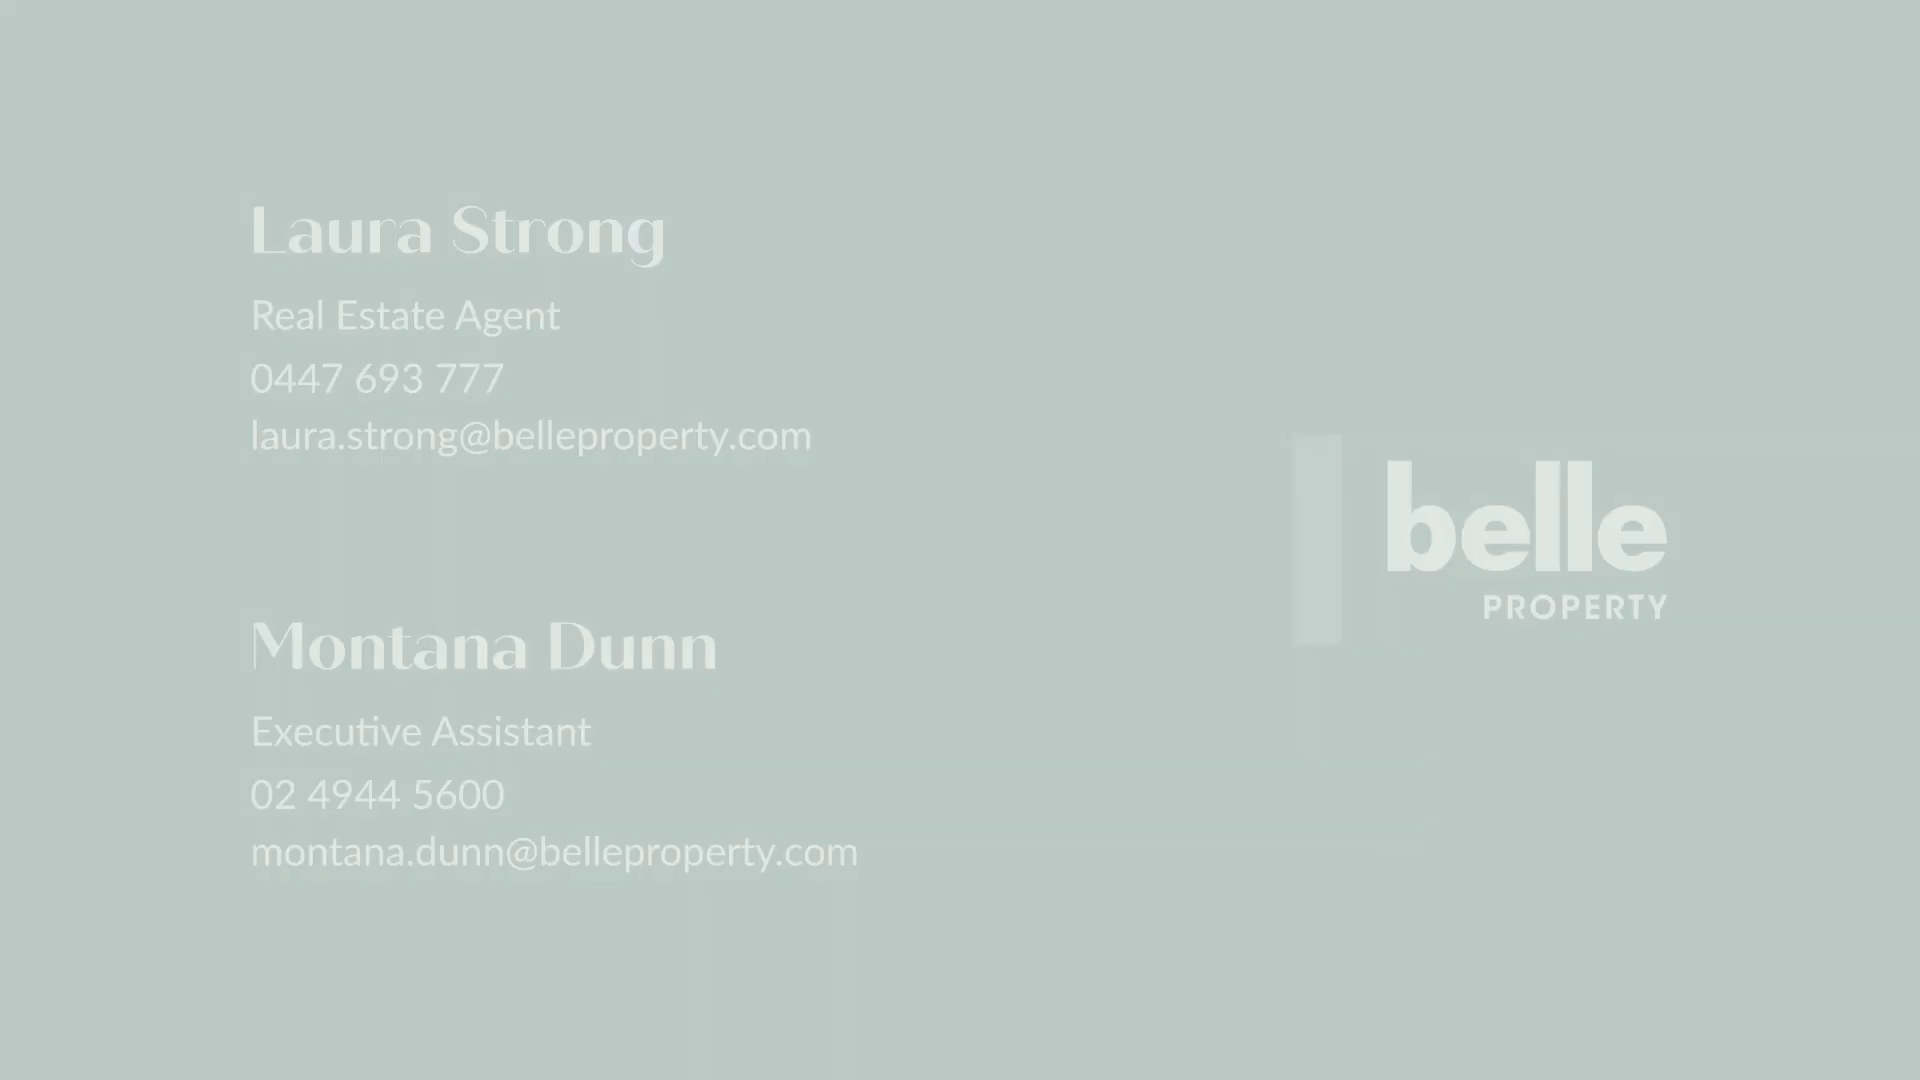 Laura Strong
Real Estate Agent
0447 693 777
laura.strong@belleproperty.com
Montana Dunn
Executive Assistant
02 4944 5600
montana.dunn@belleproperty.com
belle
PROPERTY